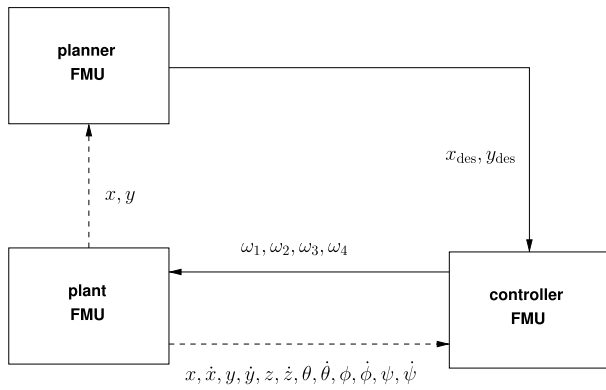 planner
FMU
x_des, y_des
x, y
ω₁, ω₂, ω₃, ω₄
plant
FMU
controller
FMU
x, ẋ, y, ẏ, z, ż, θ, θ̇, ϕ, ϕ̇, ψ, ψ̇